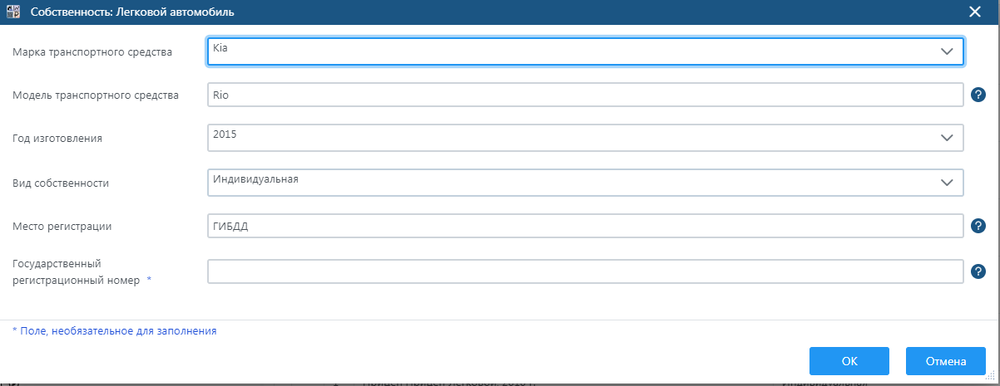 Собственность: Легковой автомобиль
Марка транспортного средства
Kia
Модель транспортного средства
Rio
?
Год изготовления
2015
Вид собственности
Индивидуальная
Место регистрации
ГИБДД
?
Государственный
регистрационный номер *
?
* Поле, необязательное для заполнения
OK
Отмена